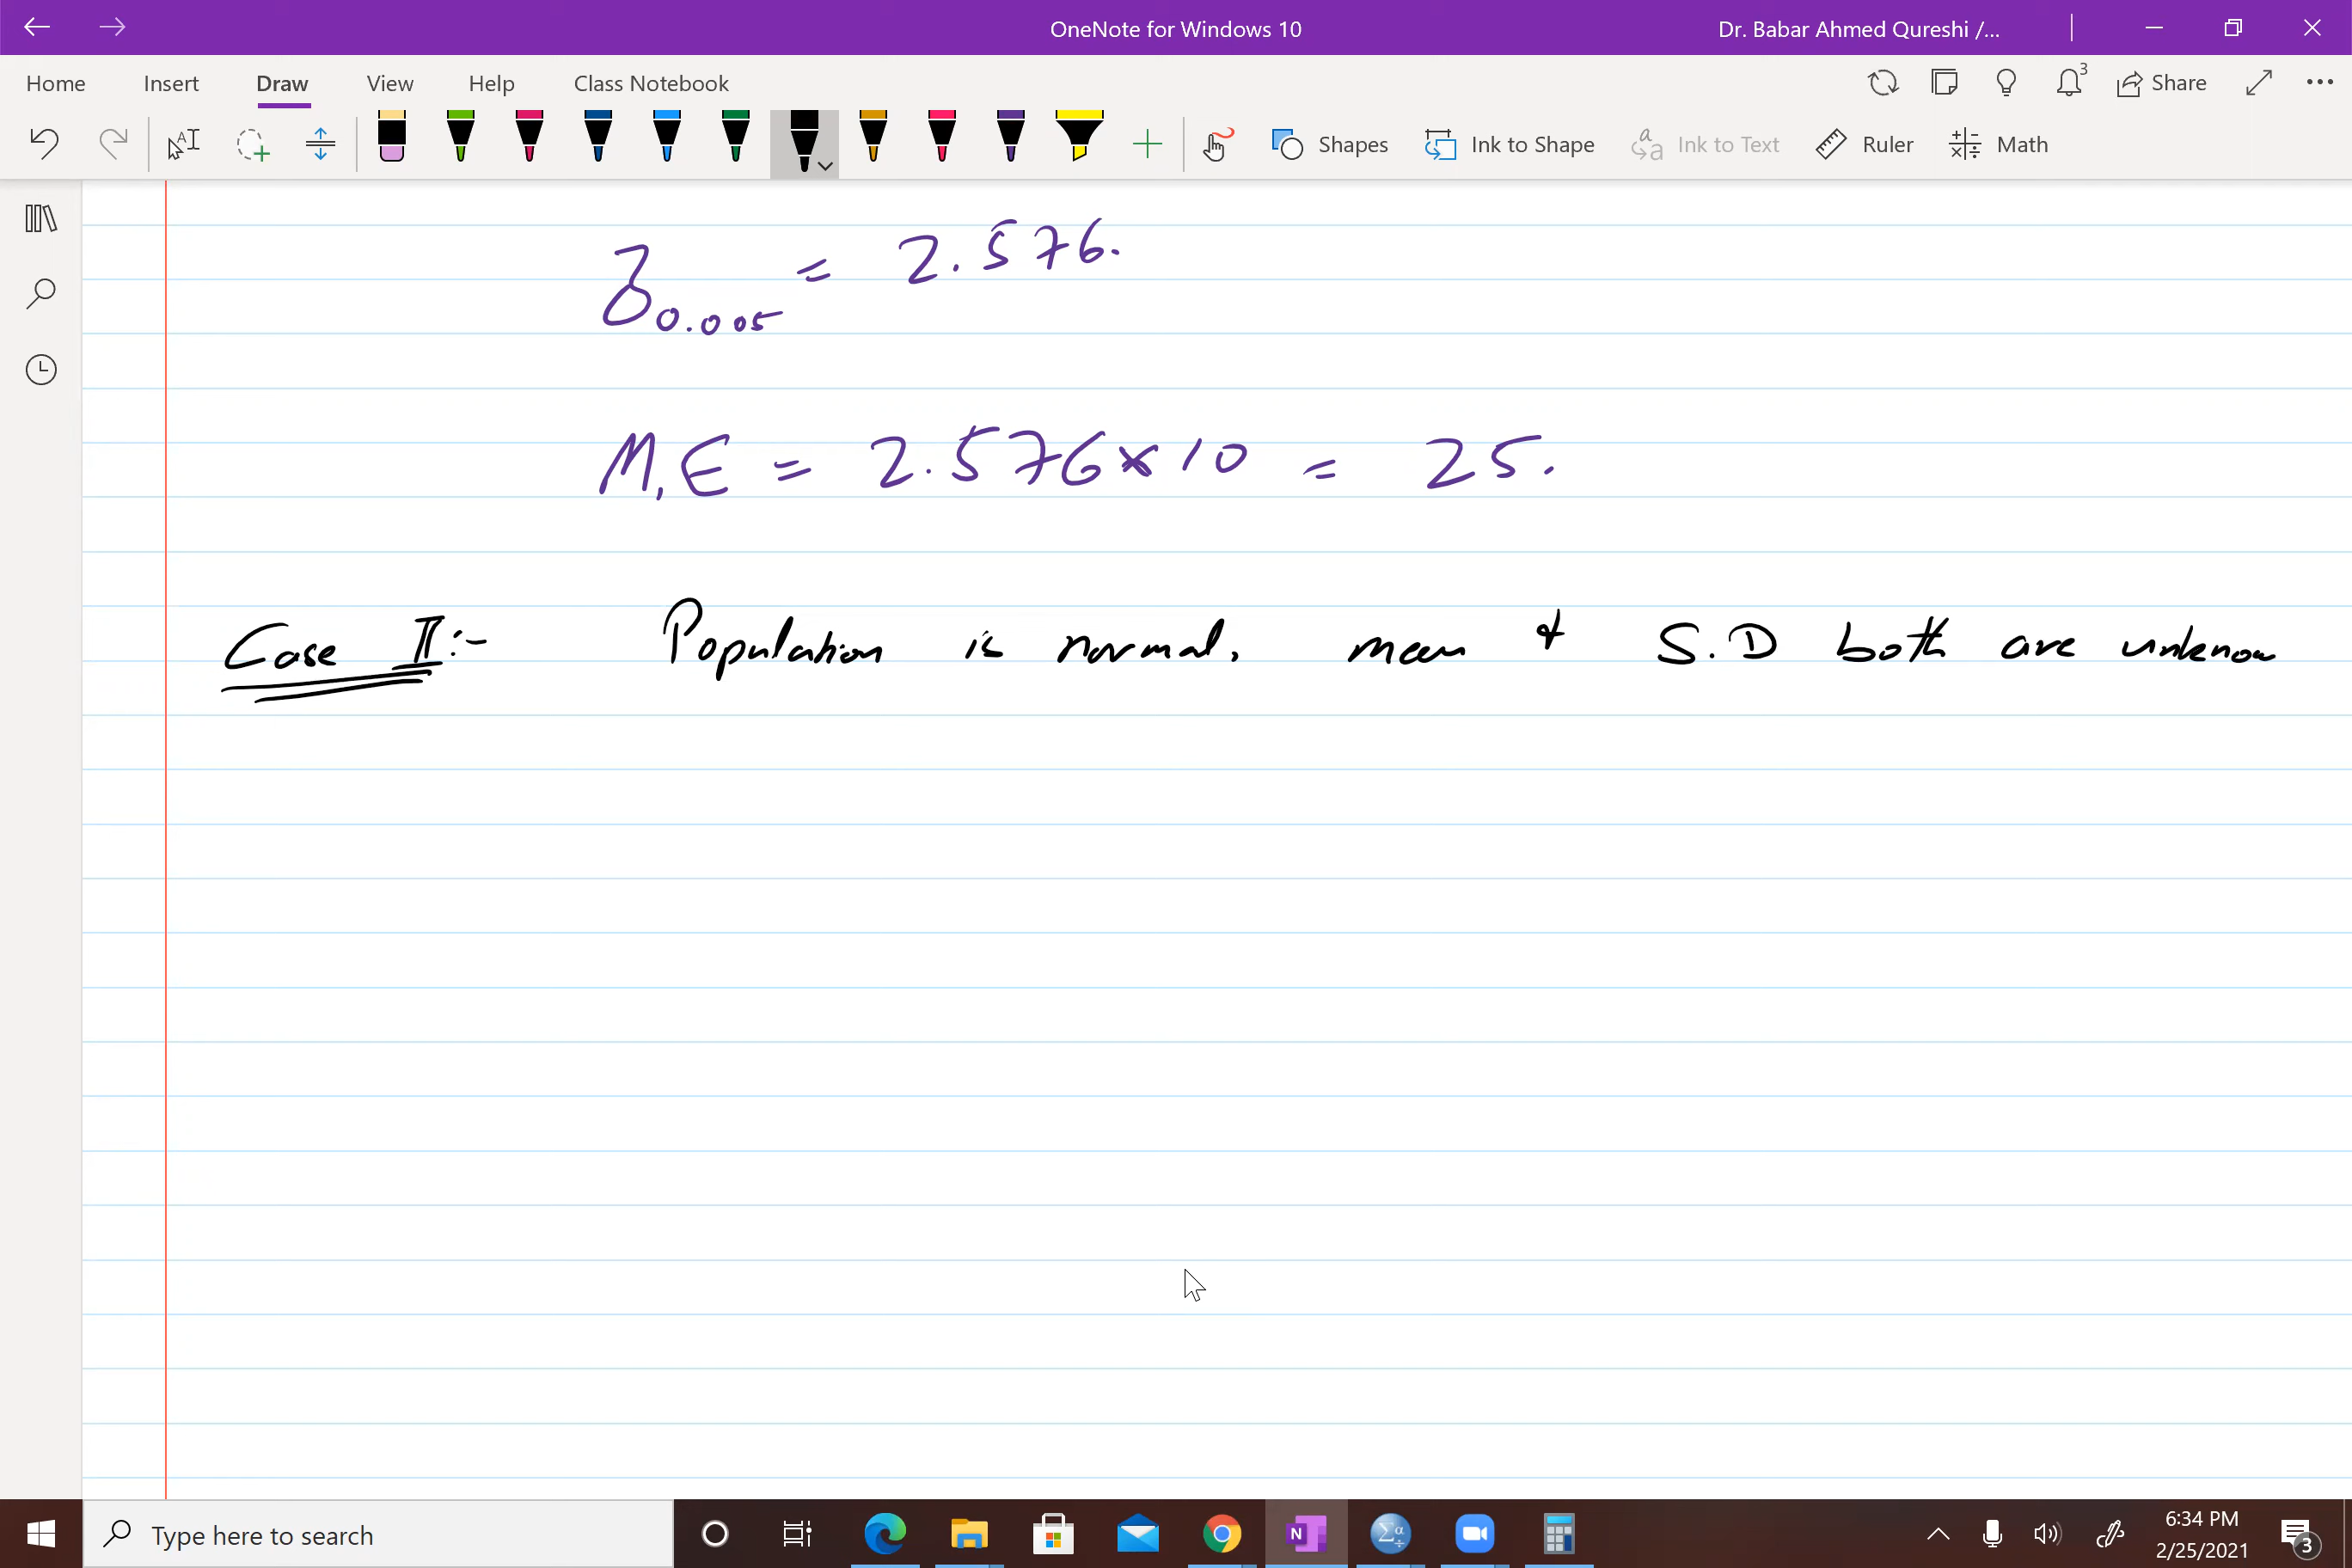 OneNote for Windows 10
Dr. Babar Ahmed Qureshi /...
Home Insert Draw View Help Class Notebook
3
Share
Shapes Ink to Shape Ink to Text Ruler Math
z0.005 = 2.576.
M.E = 2.576 × 10 = 25.
Case II:- Population is normal, mean & S.D both are unknow
Type here to search
6:34 PM
2/25/2021
3